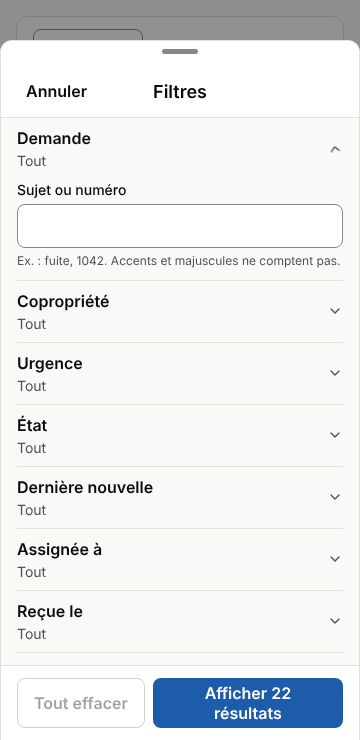 Annuler
Filtres
Demande
Tout
Sujet ou numéro
Ex. : fuite, 1042. Accents et majuscules ne comptent pas.
Copropriété
Tout
Urgence
Tout
État
Tout
Dernière nouvelle
Tout
Assignée à
Tout
Reçue le
Tout
Tout effacer
Afficher 22
résultats